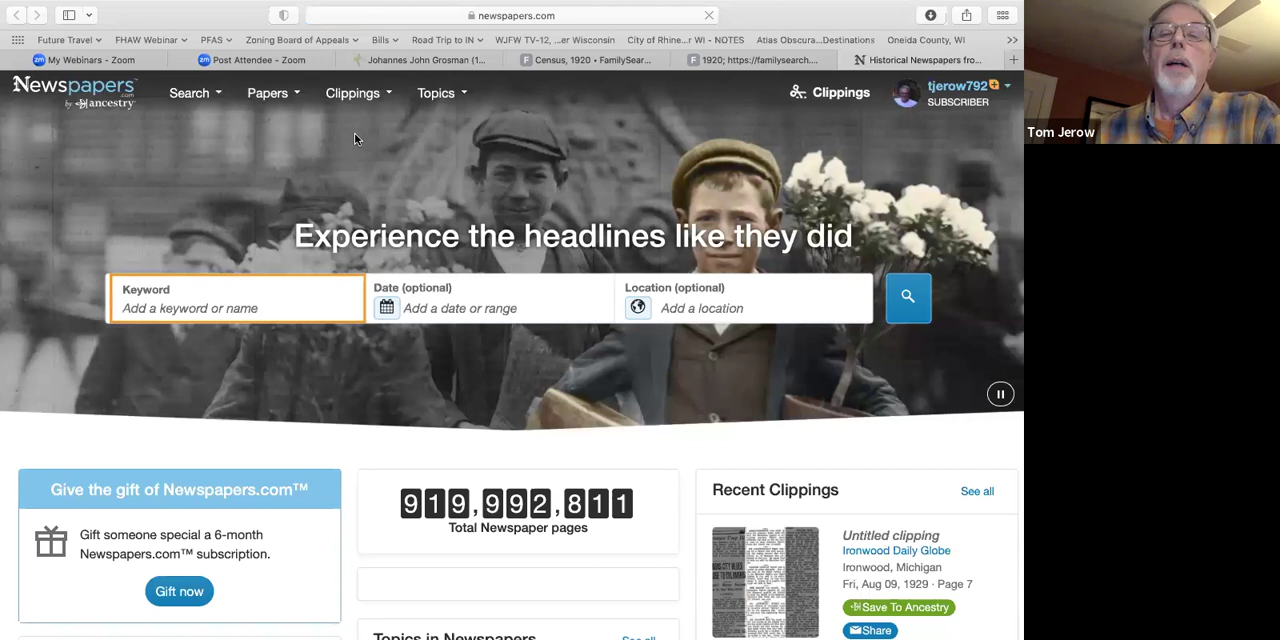 newspapers.com
Future Travel FHAW Webinar PFAS Zoning Board of Appeals Bills Road Trip to IN WJFW TV-12, ...er Wisconsin City of Rhine...r WI - NOTES Atlas Obscura...Destinations Oneida County, WI
zm My Webinars - Zoom zm Post Attendee - Zoom Johannes John Grosman (1... F Census, 1920 • FamilySear... F 1920; https://familysearch.... N Historical Newspapers fro...
Newspapers.com™
by ancestry
Search Papers Clippings Topics
Clippings
tjerow792
SUBSCRIBER
Tom Jerow
Experience the headlines like they did
Keyword
Add a keyword or name
Date (optional)
Add a date or range
Location (optional)
Add a location
Give the gift of Newspapers.com™
Gift someone special a 6-month
Newspapers.com™ subscription.
Gift now
919,992,811
Total Newspaper pages
Topics in Newspapers
See all
Recent Clippings
See all
Untitled clipping
Ironwood Daily Globe
Ironwood, Michigan
Fri, Aug 09, 1929 · Page 7
Save To Ancestry
Share